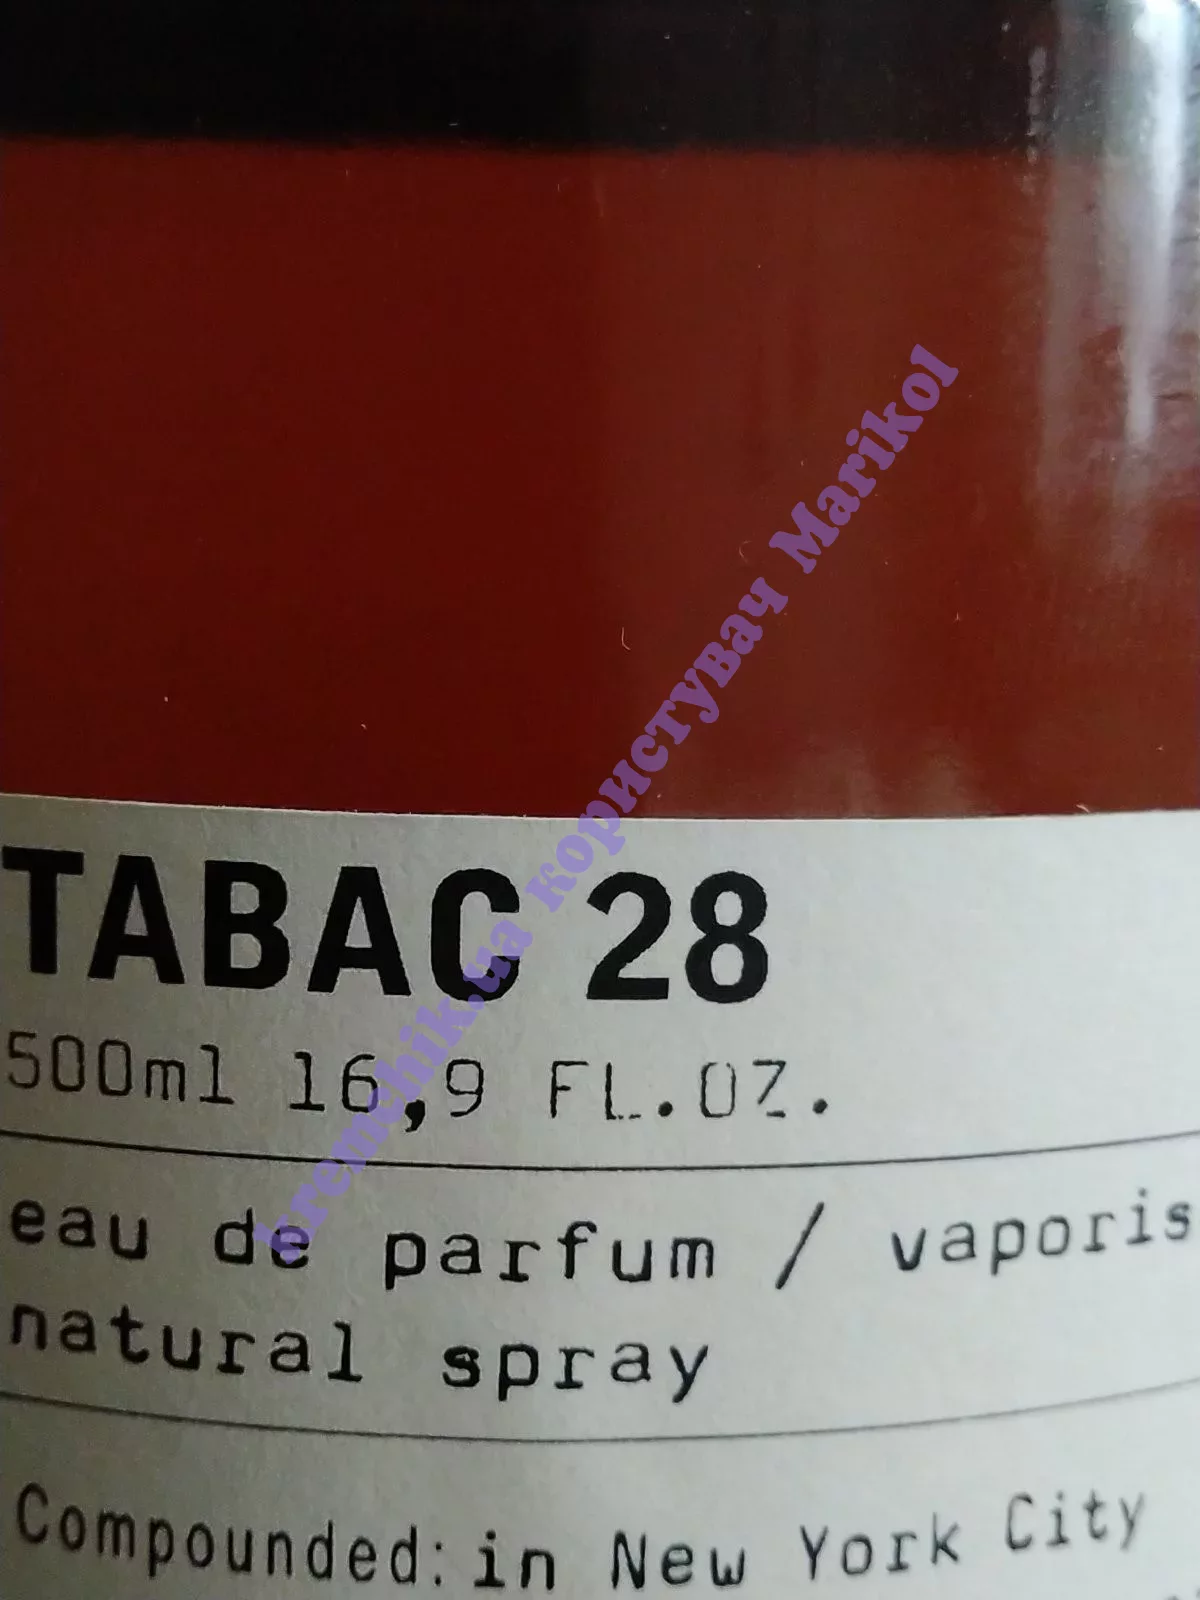 TABAC 28
500ml 16,9 FL.OZ.
eau de parfum / vaporis
natural spray
Compounded: in New York City
kremchik.ua користувач Marikol